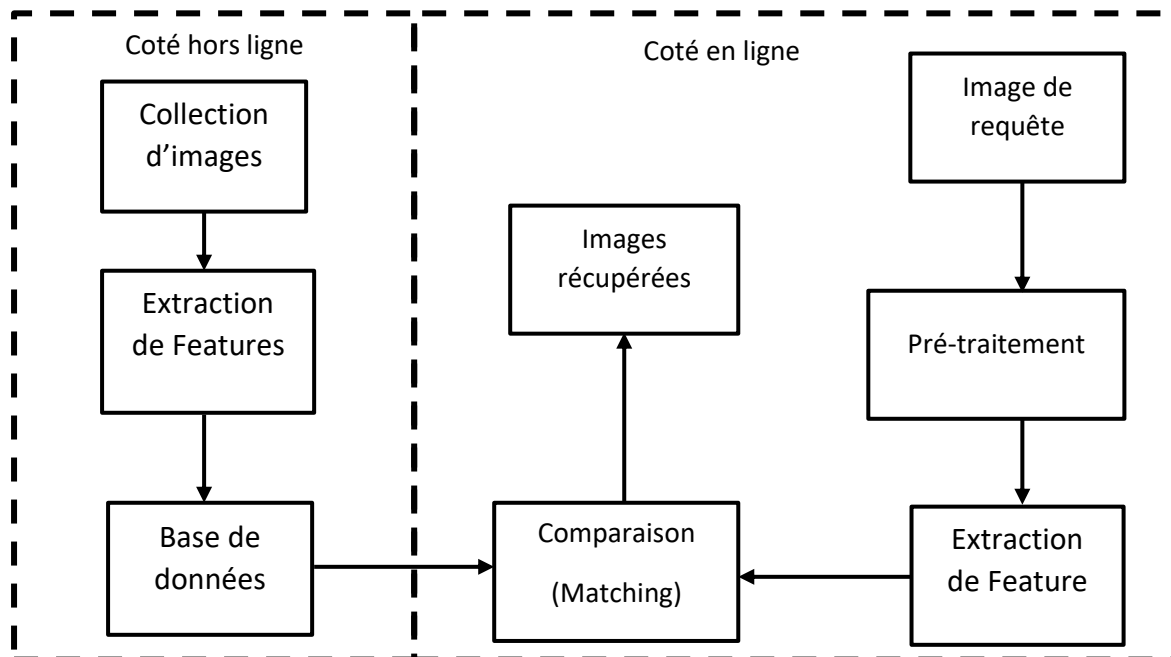 Coté hors ligne
Collection
d’images
Extraction
de Features
Base de
données
Coté en ligne
Image de
requête
Images
récupérées
Pré-traitement
Comparaison
(Matching)
Extraction
de Feature